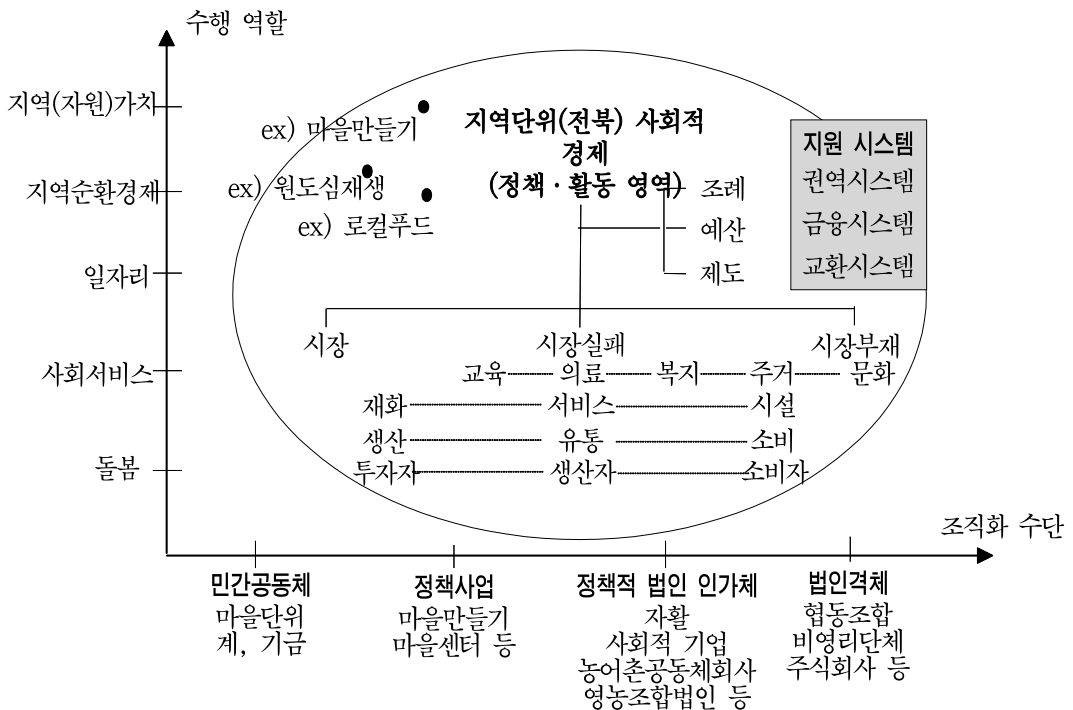 수행 역할
지역(자원)가치
ex) 마을만들기
지역단위(전북) 사회적
경제
(정책·활동 영역)
지원 시스템
권역시스템
금융시스템
교환시스템
지역순환경제
ex) 원도심재생
ex) 로컬푸드
조례
예산
제도
일자리
시장
시장실패
시장부재
사회서비스
교육 의료 복지 주거 문화
재화 서비스 시설
생산 유통 소비
돌봄
투자자 생산자 소비자
조직화 수단
민간공동체
마을단위
계, 기금
정책사업
마을만들기
마을센터 등
정책적 법인 인가체
자활
사회적 기업
농어촌공동체회사
영농조합법인 등
법인격체
협동조합
비영리단체
주식회사 등